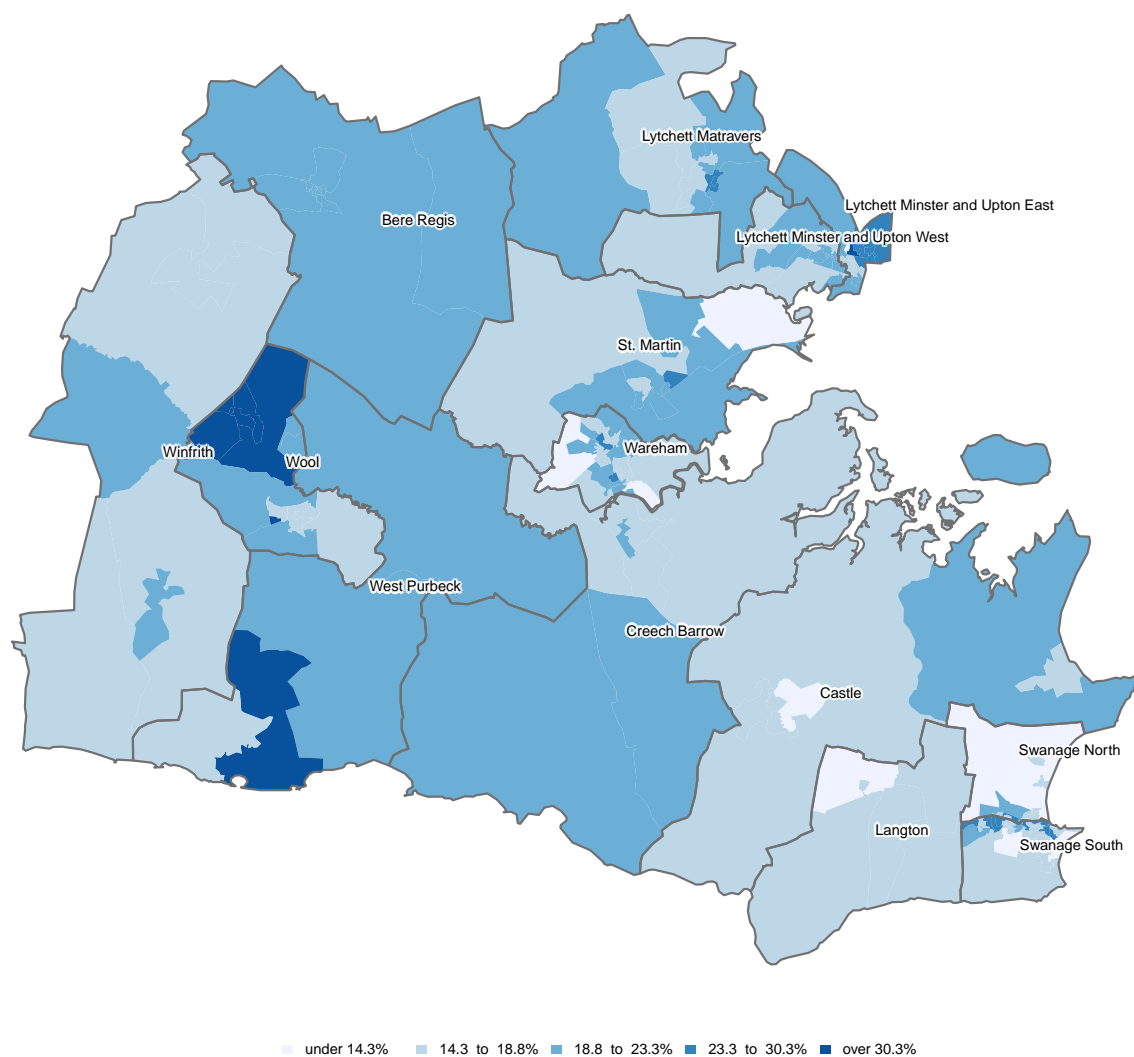 Lytchett Matravers
Lytchett Minster and Upton East
Bere Regis
Lytchett Minster and Upton West
St. Martin
Winfrith
Wool
Wareham
West Purbeck
Creech Barrow
Castle
Swanage North
Langton
Swanage South
under 14.3% 14.3 to 18.8% 18.8 to 23.3% 23.3 to 30.3% over 30.3%